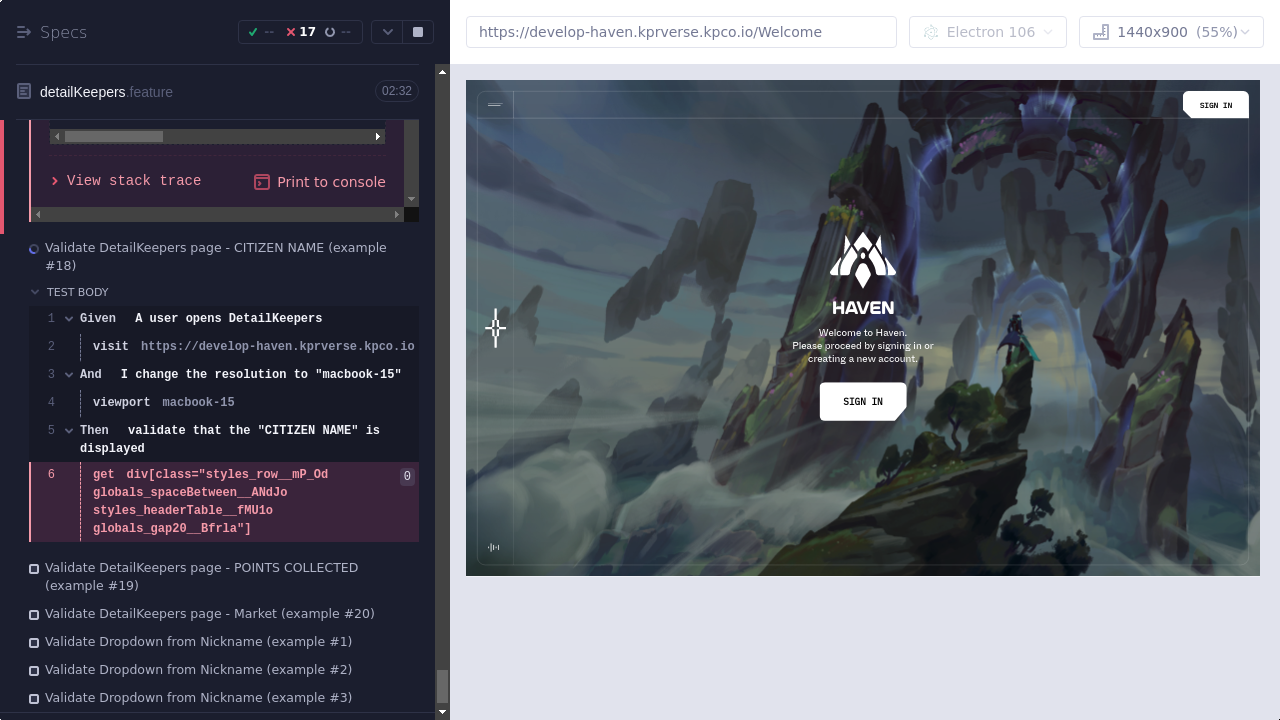 Specs
--
17
--
https://develop-haven.kprverse.kpco.io/Welcome
Electron 106
1440x900 (55%)
detailKeepers.feature
02:32
View stack trace
Print to console
Validate DetailKeepers page - CITIZEN NAME (example
#18)
TEST BODY
1 Given A user opens DetailKeepers
2 visit https://develop-haven.kprverse.kpco.io
3 And I change the resolution to "macbook-15"
4 viewport macbook-15
5 Then validate that the "CITIZEN NAME" is
displayed
6 get div[class="styles_row__mP_Od
globals_spaceBetween__ANdJo
styles_headerTable__fMU1o
globals_gap20__Bfrla"]
0
Validate DetailKeepers page - POINTS COLLECTED
(example #19)
Validate DetailKeepers page - Market (example #20)
Validate Dropdown from Nickname (example #1)
Validate Dropdown from Nickname (example #2)
Validate Dropdown from Nickname (example #3)
SIGN IN
HAVEN
Welcome to Haven.
Please proceed by signing in or
creating a new account.
SIGN IN